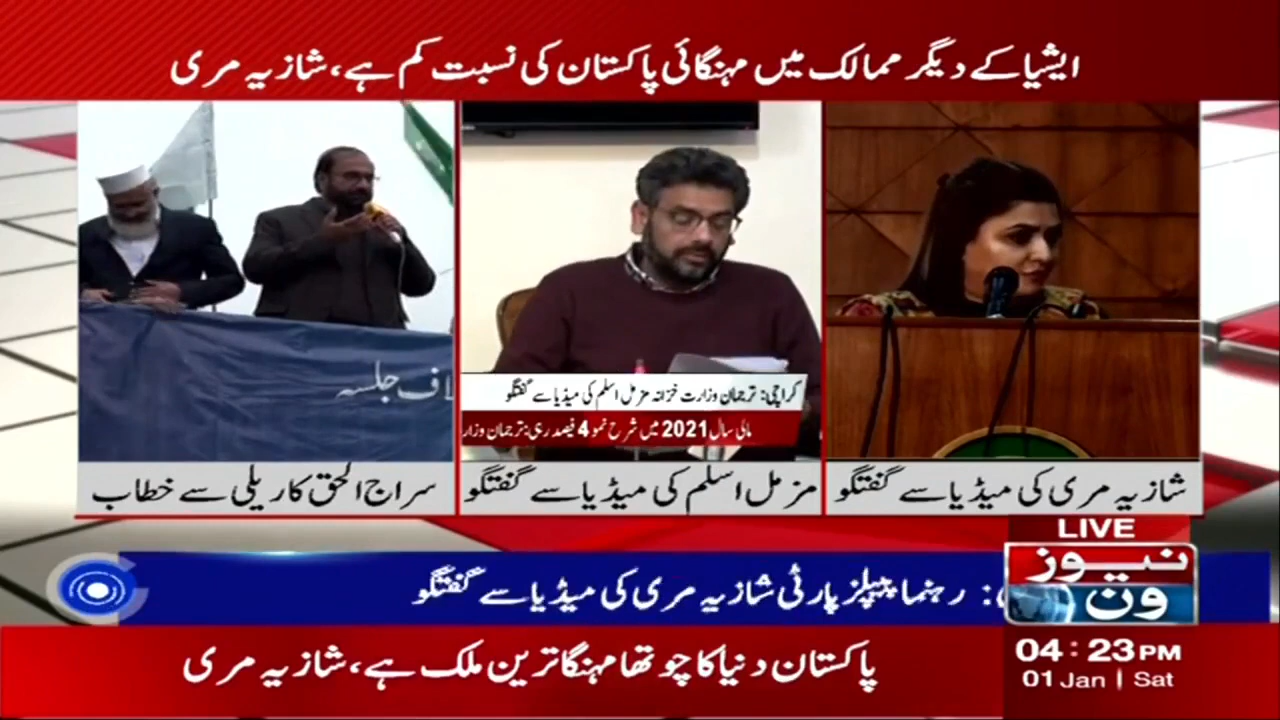 ایشیا کے دیگر ممالک میں مہنگائی پاکستان کی نسبت کم ہے، شازیہ مری
جلسہ
کراچی: ترجمان وزارت خزانہ مزمل اسلم کی میڈیا سے گفتگو
مالی سال 2021 میں شرح نمو 4 فیصد رہی: ترجمان
شازیہ مری کی میڈیا سے گفتگو
مزمل اسلم کی میڈیا سے گفتگو
سراج الحق کا ریلی سے خطاب
LIVE
نیوز
ون
: رہنما پیپلز پارٹی شازیہ مری کی میڈیا سے گفتگو
پاکستان دنیا کا چوتھا مہنگا ترین ملک ہے، شازیہ مری
04 : 23 PM
01 Jan | Sat